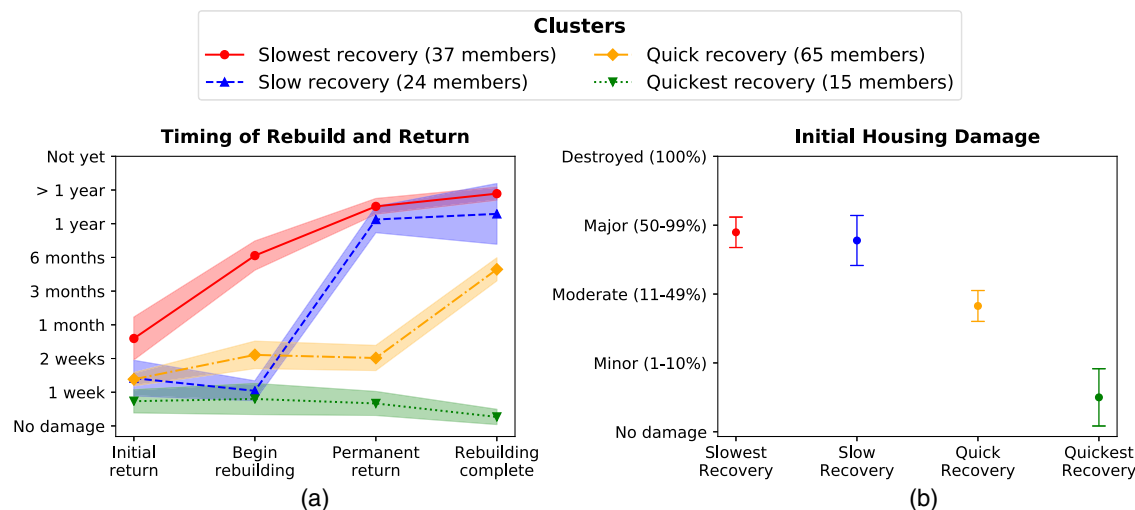 Clusters
Slowest recovery (37 members)
Quick recovery (65 members)
Slow recovery (24 members)
Quickest recovery (15 members)
Timing of Rebuild and Return
Not yet
> 1 year
1 year
6 months
3 months
1 month
2 weeks
1 week
No damage
Initial
return
Begin
rebuilding
Permanent
return
Rebuilding
complete
(a)
Initial Housing Damage
Destroyed (100%)
Major (50-99%)
Moderate (11-49%)
Minor (1-10%)
No damage
Slowest
Recovery
Slow
Recovery
Quick
Recovery
Quickest
Recovery
(b)